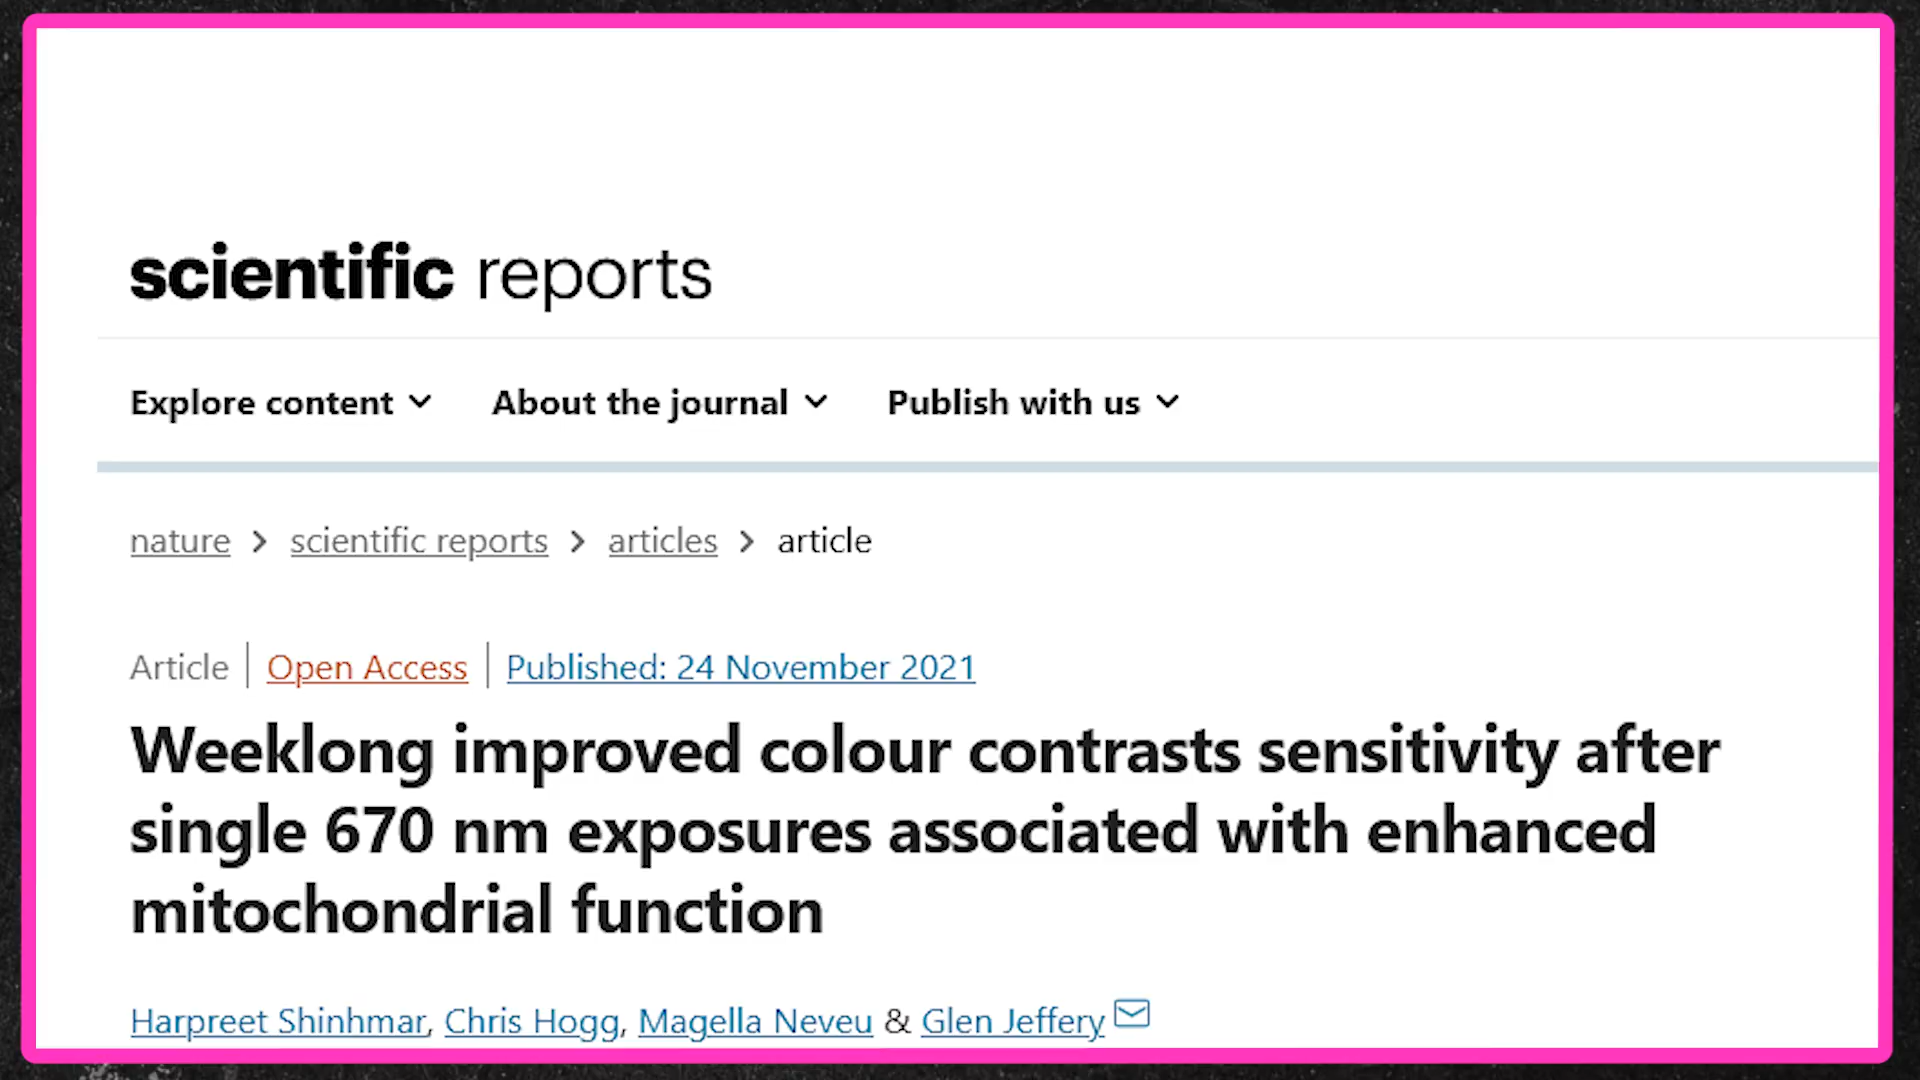 scientific reports
Explore content About the journal Publish with us
nature > scientific reports > articles > article
Article | Open Access | Published: 24 November 2021
Weeklong improved colour contrasts sensitivity after
single 670 nm exposures associated with enhanced
mitochondrial function
Harpreet Shinhmar, Chris Hogg, Magella Neveu & Glen Jeffery